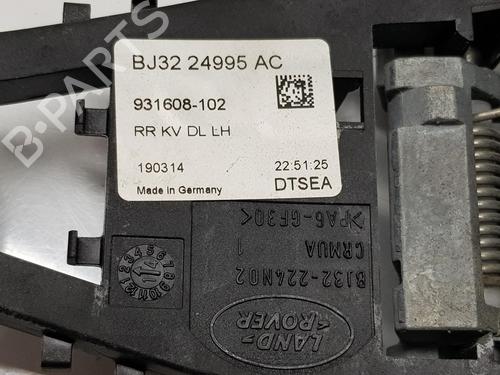 BJ32 24995 AC
931608-102
RR KV DL LH
190314
22:51:25
Made in Germany
DTSEA
>PA6-GF30<
CRMUA 1
BJ32-224N02
LAND-
-ROVER
B-PARTS